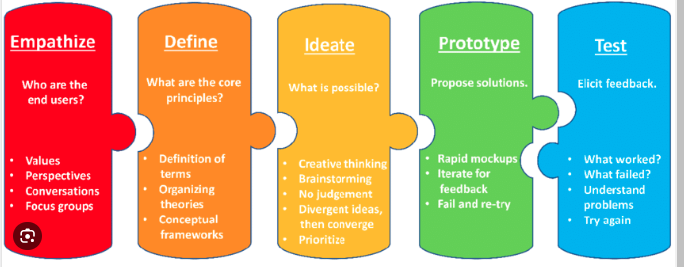 Empathize
Who are the
end users?
• Values
• Perspectives
• Conversations
• Focus groups
Define
What are the core
principles?
• Definition of
terms
• Organizing
theories
• Conceptual
frameworks
Ideate
What is possible?
• Creative thinking
• Brainstorming
• No judgement
• Divergent ideas,
then converge
• Prioritize
Prototype
Propose solutions.
• Rapid mockups
• Iterate for
feedback
• Fail and re-try
Test
Elicit feedback.
• What worked?
• What failed?
• Understand
problems
• Try again